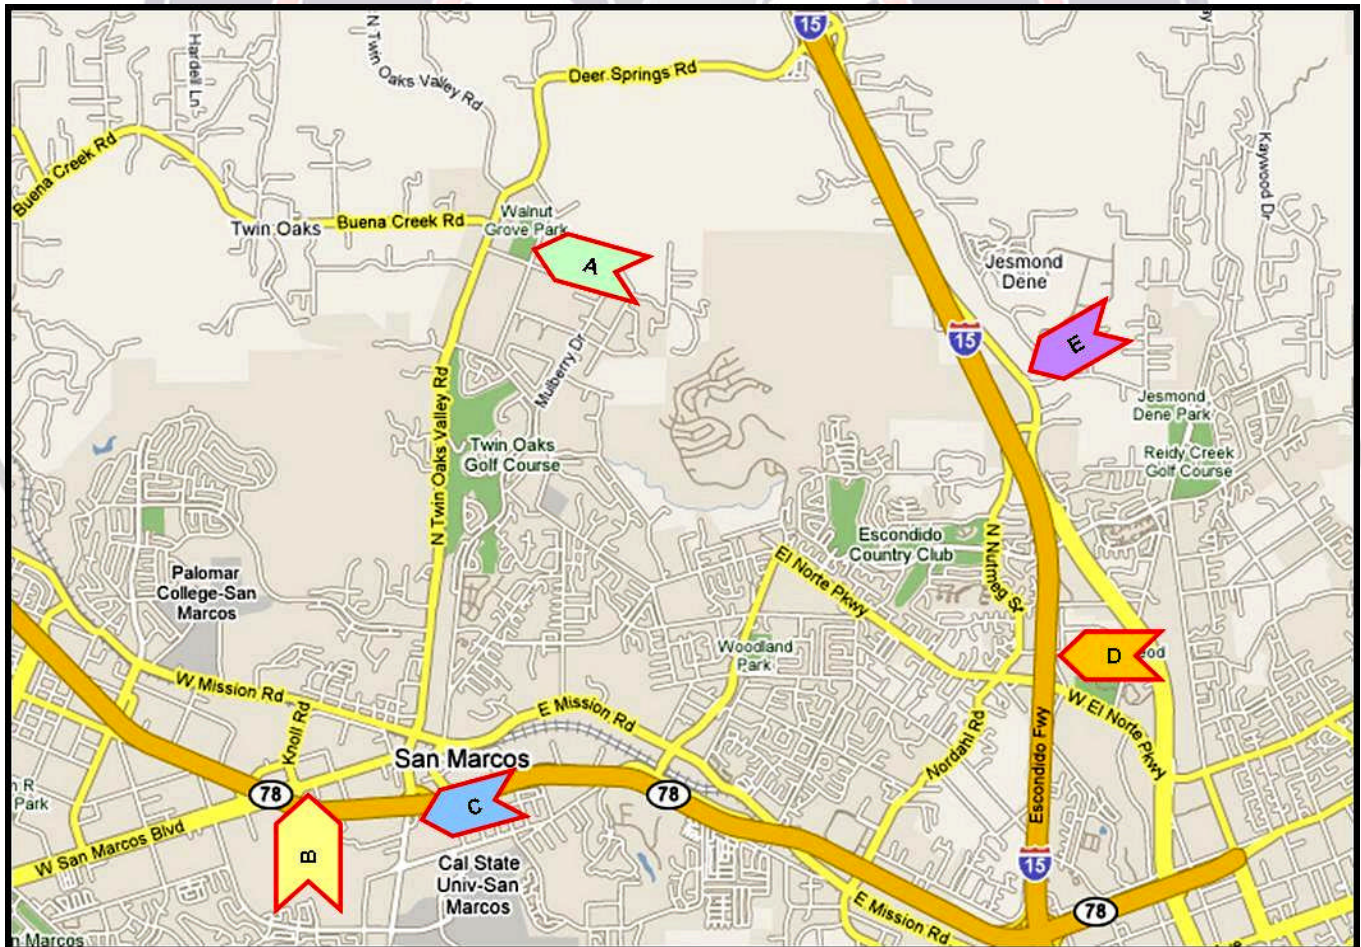 15
Hardell Ln
N Twin Oaks Valley Rd
Deer Springs Rd
Kaywood Dr
Buena Creek Rd
Twin Oaks
Buena Creek Rd
Walnut
Grove Park
A
Jesmond
Dene
15
E
N Twin Oaks Valley Rd
Mulberry Dr
Jesmond
Dene Park
Twin Oaks
Golf Course
Reidy Creek
Golf Course
Escondido
Country Club
N Nutmeg St
El Norte Pkwy
Palomar
College-San
Marcos
Woodland
Park
D
W Mission Rd
E Mission Rd
W El Norte Pkwy
Knoll Rd
San Marcos
Nordahl Rd
Escondido Fwy
78
C
78
Park
W San Marcos Blvd
B
Cal State
Univ-San
Marcos
15
78
E Mission Rd
Marcos